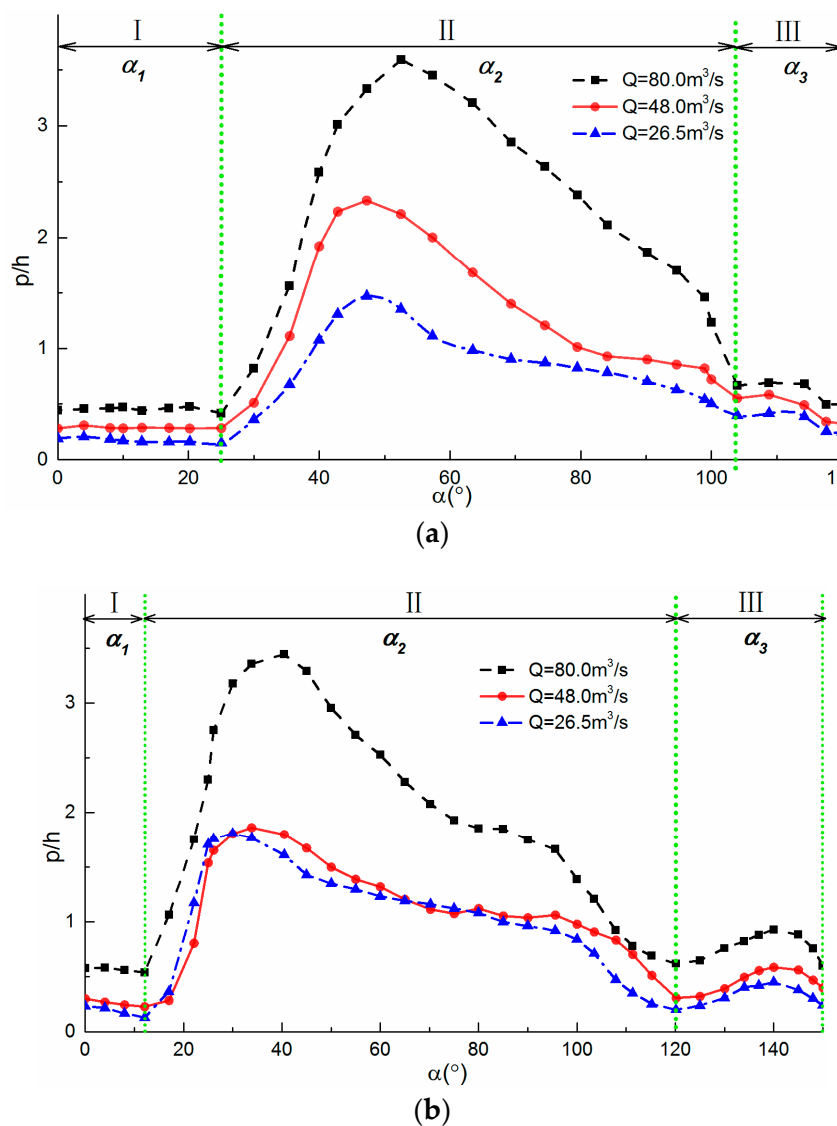 I II III
α1 α2 α3
Q=80.0m³/s
Q=48.0m³/s
Q=26.5m³/s
3
2
1
0
p/h
0 20 40 60 80 100
α(°)
(a)
I II III
α1 α2 α3
Q=80.0m³/s
Q=48.0m³/s
Q=26.5m³/s
3
2
1
0
p/h
0 20 40 60 80 100 120 140
α(°)
(b)